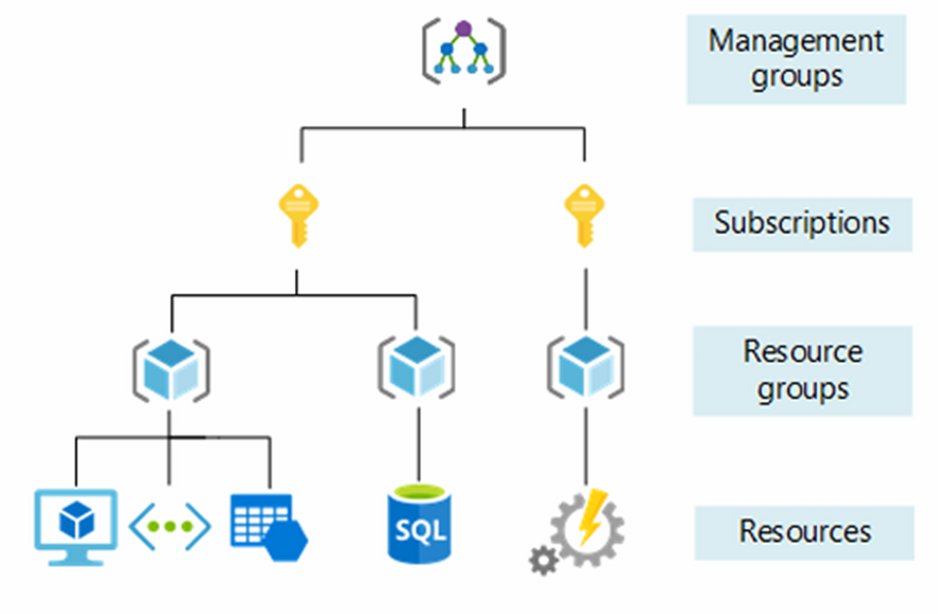 Management
groups
Subscriptions
Resource
groups
SQL
Resources